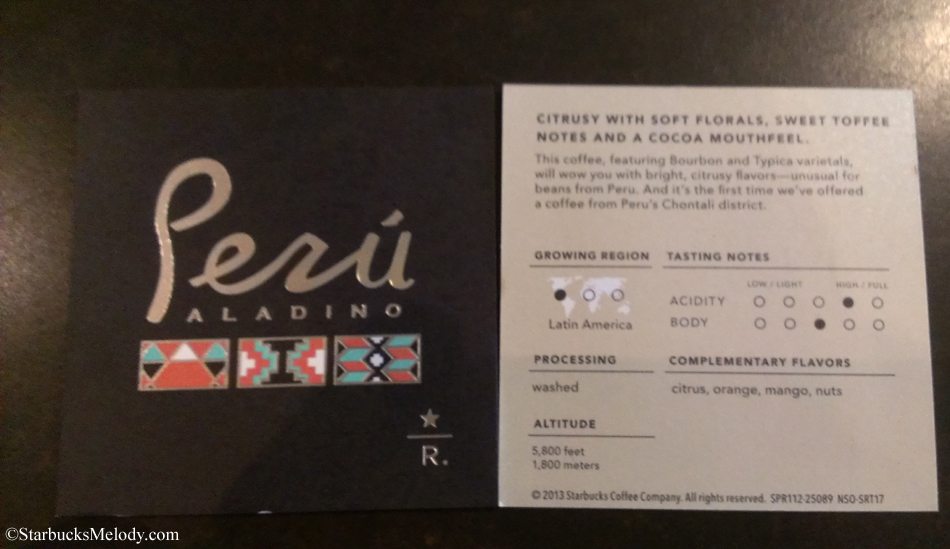 Perú
ALADINO
★
R.
CITRUSY WITH SOFT FLORALS, SWEET TOFFEE
NOTES AND A COCOA MOUTHFEEL.
This coffee, featuring Bourbon and Typica varietals,
will wow you with bright, citrusy flavors—unusual for
beans from Peru. And it's the first time we've offered
a coffee from Peru's Chontali district.
GROWING REGION
Latin America
TASTING NOTES
LOW / LIGHT HIGH / FULL
ACIDITY
BODY
PROCESSING
washed
COMPLEMENTARY FLAVORS
citrus, orange, mango, nuts
ALTITUDE
5,800 feet
1,800 meters
© 2013 Starbucks Coffee Company. All rights reserved. SPR112-25089 NSO-SRT17
©StarbucksMelody.com